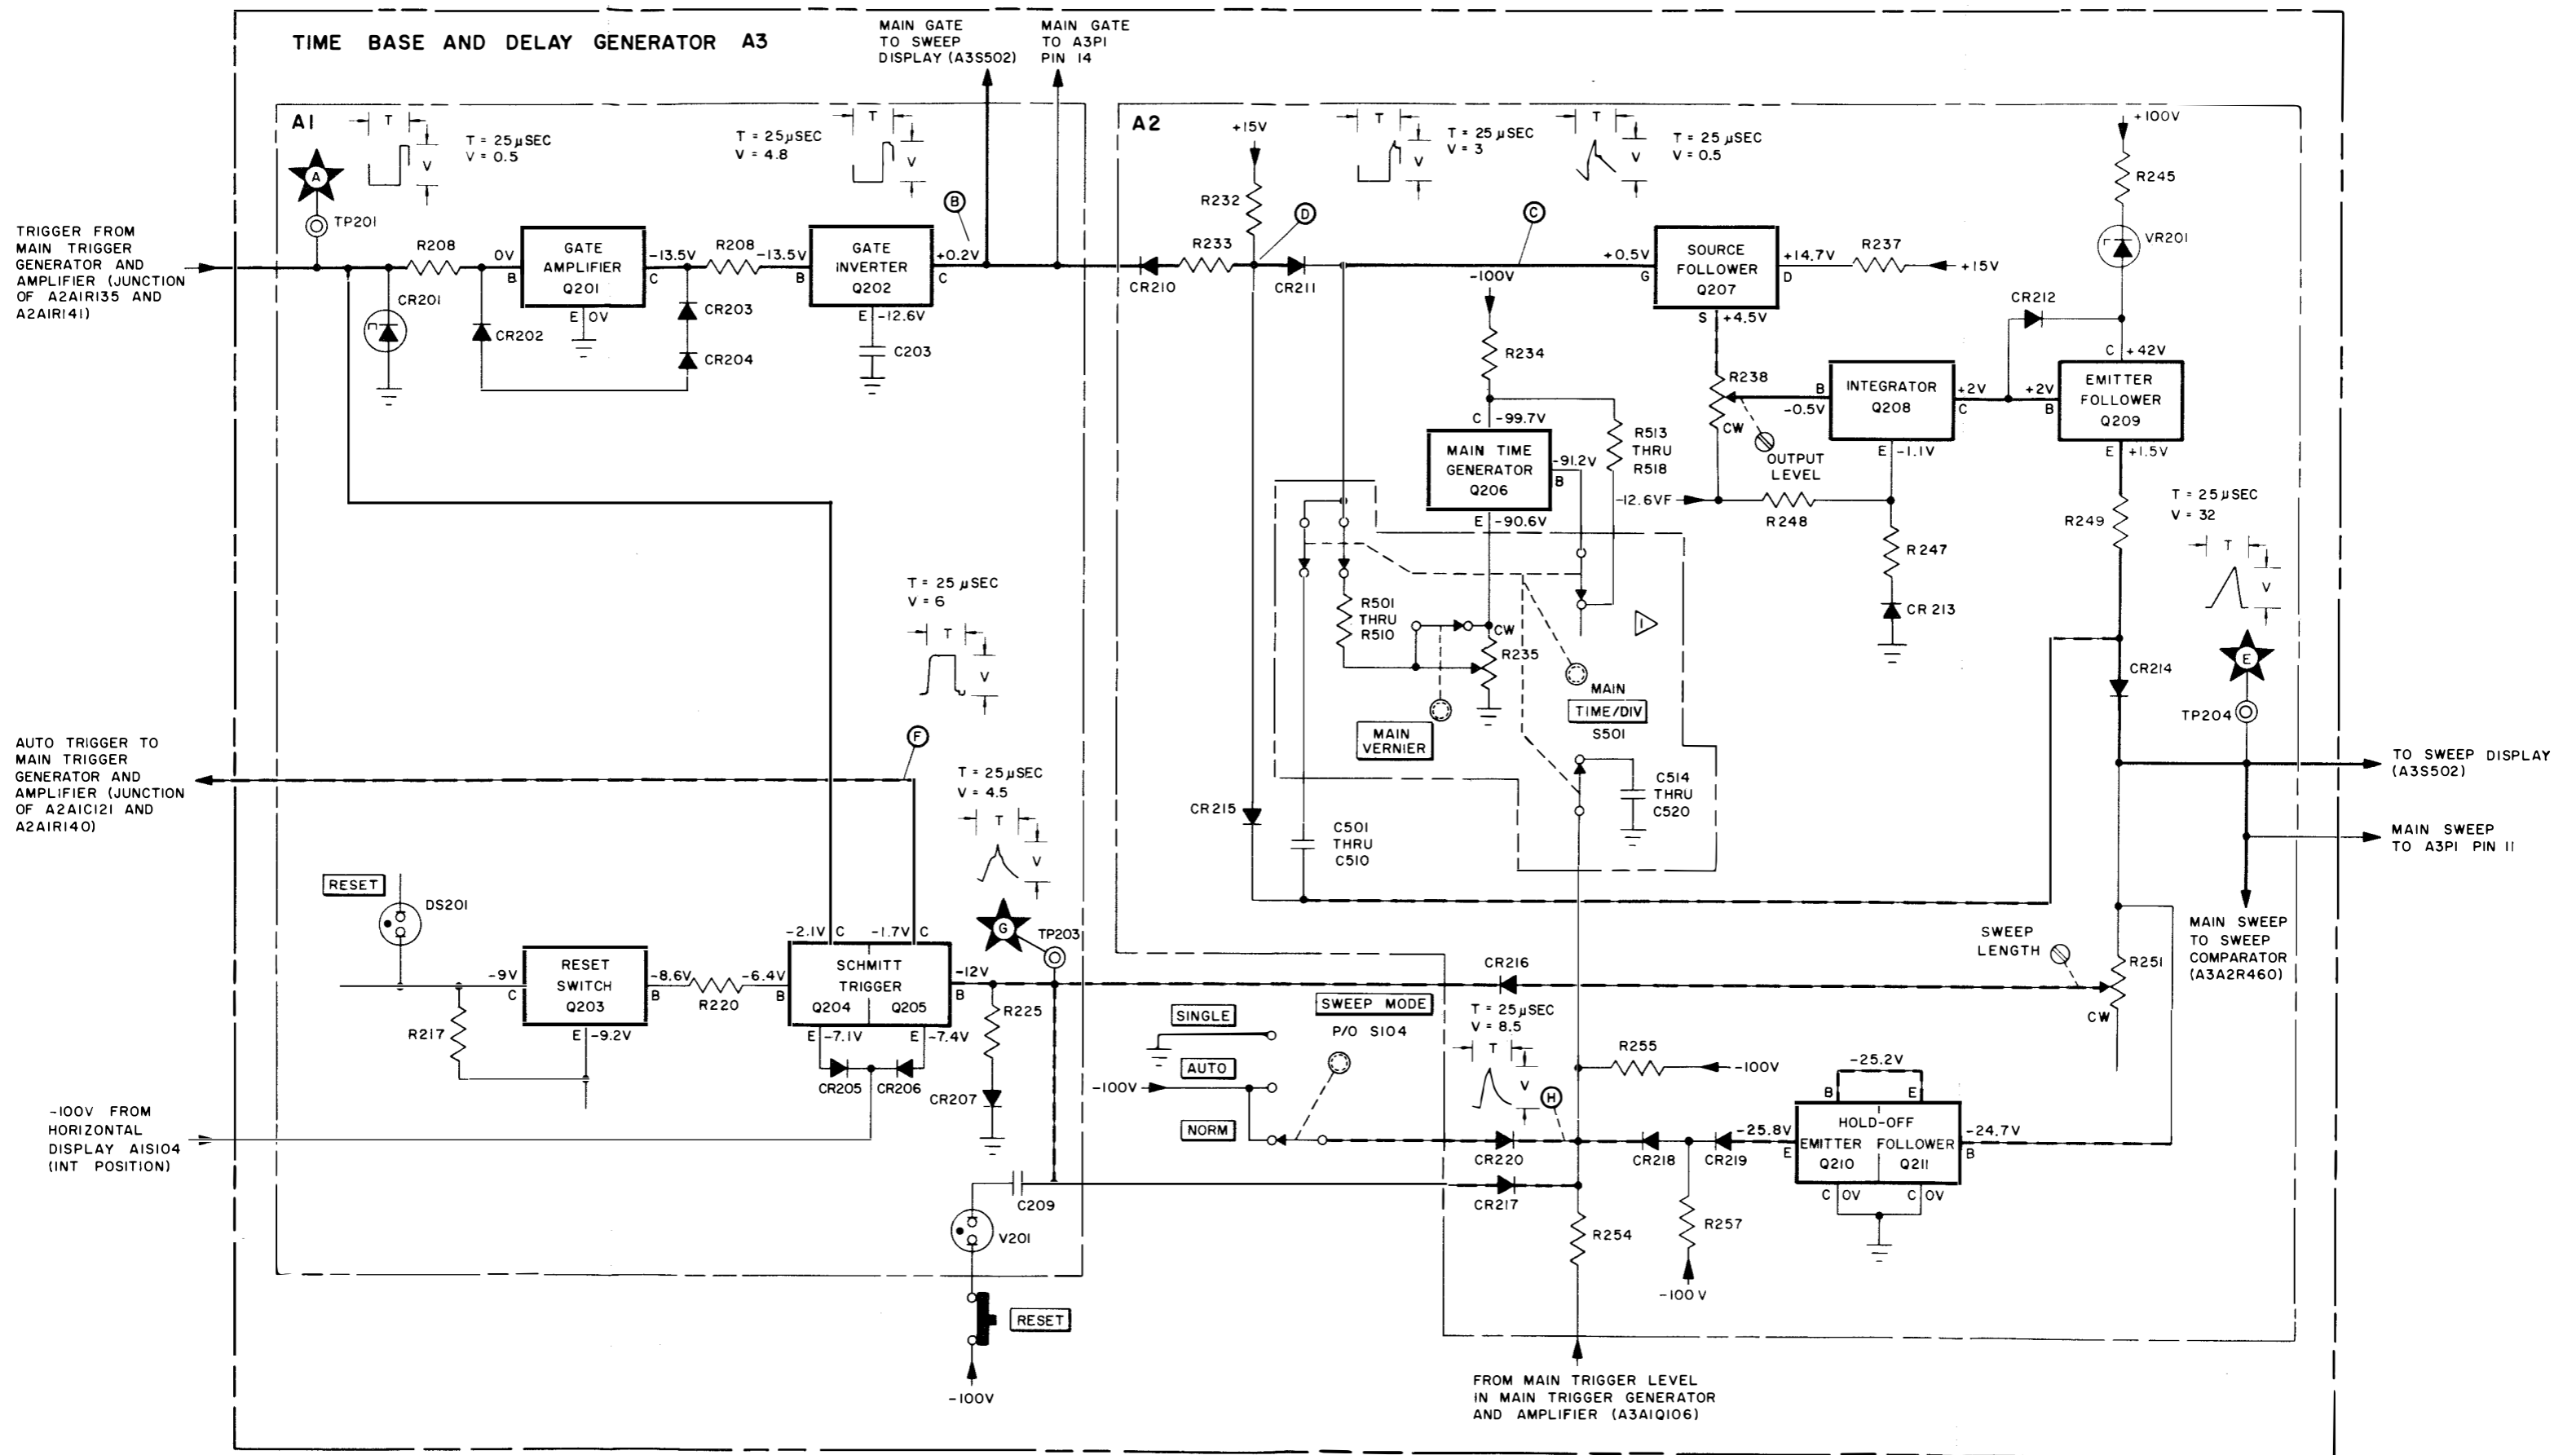 TIME BASE AND DELAY GENERATOR A3
MAIN GATE
TO SWEEP
DISPLAY (A3S502)
MAIN GATE
TO A3P1
PIN 14
A1
T
V
T = 25 µSEC
V = 0.5
A
TP201
TRIGGER FROM
MAIN TRIGGER
GENERATOR AND
AMPLIFIER (JUNCTION
OF A2A1R135 AND
A2A1R141)
R208
CR201
CR202
0V
B
GATE
AMPLIFIER
Q201
E
0V
-13.5V
C
R208
CR203
CR204
-13.5V
B
T = 25 µSEC
V = 4.8
T
V
GATE
INVERTER
Q202
+0.2V
C
E
-12.6V
C203
B
A2
+15V
R232
R233
CR210
D
CR211
T
V
T = 25 µSEC
V = 3
T
V
T = 25 µSEC
V = 0.5
C
+0.5V
G
SOURCE
FOLLOWER
Q207
+14.7V
D
R237
+15V
S
+4.5V
+100V
R245
VR201
CR212
-100V
R234
C
-99.7V
MAIN TIME
GENERATOR
Q206
-91.2V
B
E
-90.6V
R513
THRU
R518
R238
CW
OUTPUT
LEVEL
B
-0.5V
INTEGRATOR
Q208
+2V
C
E
-1.1V
+2V
B
C
+42V
EMITTER
FOLLOWER
Q209
E
+1.5V
-12.6VF
R248
R247
CR 213
R249
T = 25 µSEC
V = 32
T
V
E
TP204
CR214
R501
THRU
R510
CW
R235
MAIN
VERNIER
MAIN
TIME/DIV
S501
1
C514
THRU
C520
CR215
C501
THRU
C510
TO SWEEP DISPLAY
(A3S502)
MAIN SWEEP
TO A3P1 PIN 11
MAIN SWEEP
TO SWEEP
COMPARATOR
(A3A2R460)
T = 25 µSEC
V = 6
T
V
F
AUTO TRIGGER TO
MAIN TRIGGER
GENERATOR AND
AMPLIFIER (JUNCTION
OF A2A1C121 AND
A2A1R140)
T = 25 µSEC
V = 4.5
T
V
G
TP203
RESET
DS201
R217
-9V
C
RESET
SWITCH
Q203
E
-9.2V
-8.6V
B
R220
-6.4V
B
-2.1V
C
-1.7V
C
SCHMITT
TRIGGER
Q204
Q205
-12V
B
E
-7.1V
E
-7.4V
CR205
CR206
R225
CR207
-100V FROM
HORIZONTAL
DISPLAY A1S104
(INT POSITION)
C209
V201
RESET
-100V
CR216
SWEEP MODE
P/O S104
SINGLE
AUTO
-100V
NORM
T = 25 µSEC
V = 8.5
T
V
H
CR220
CR217
R255
-100V
CR218
CR219
R257
-100V
R254
-25.2V
B
E
HOLD-OFF
EMITTER FOLLOWER
Q210
Q211
-25.8V
E
-24.7V
B
C
0V
C
0V
SWEEP
LENGTH
R251
CW
FROM MAIN TRIGGER LEVEL
IN MAIN TRIGGER GENERATOR
AND AMPLIFIER (A3A1Q106)